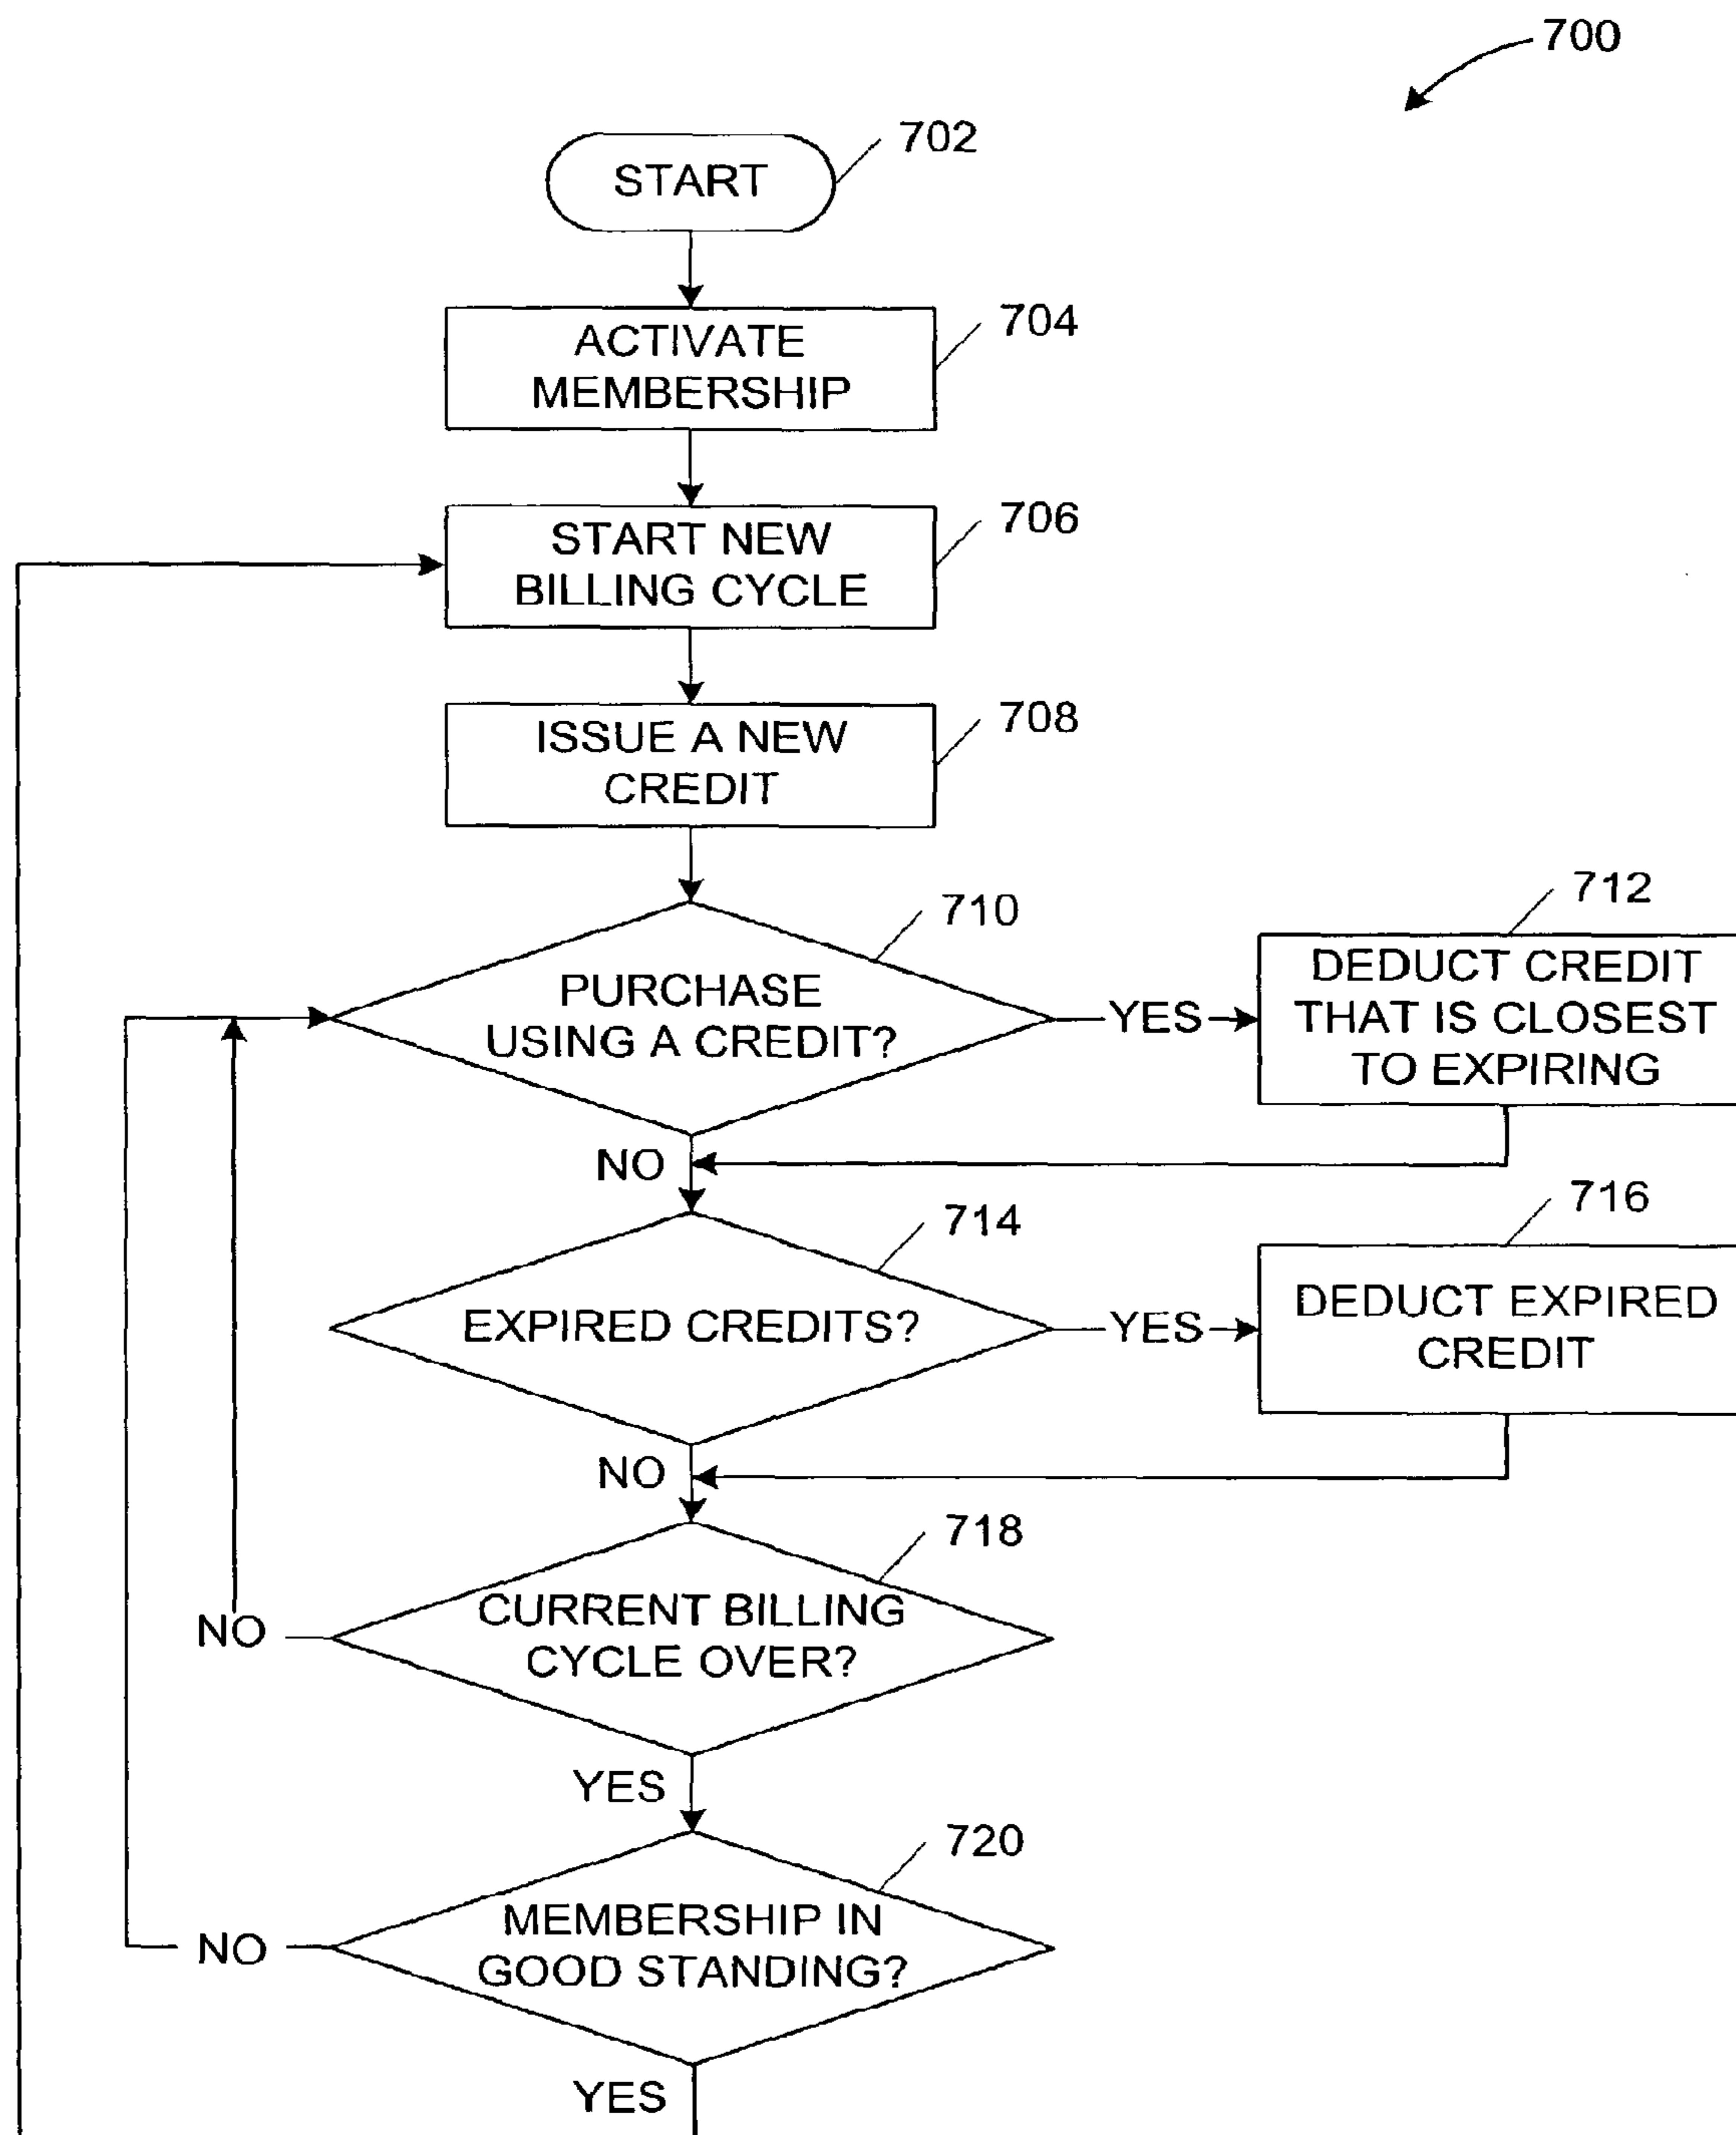 700
702
START
704
ACTIVATE
MEMBERSHIP
706
START NEW
BILLING CYCLE
708
ISSUE A NEW
CREDIT
710
PURCHASE
USING A CREDIT?
YES
712
DEDUCT CREDIT
THAT IS CLOSEST
TO EXPIRING
NO
714
EXPIRED CREDITS?
YES
716
DEDUCT EXPIRED
CREDIT
NO
718
CURRENT BILLING
CYCLE OVER?
NO
YES
720
MEMBERSHIP IN
GOOD STANDING?
NO
YES